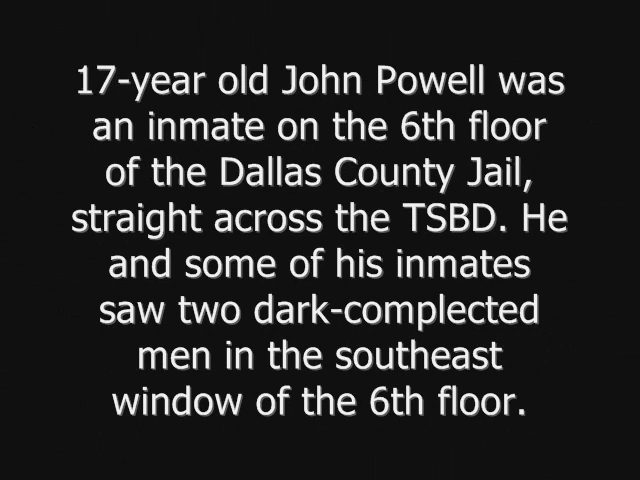 17-year old John Powell was
an inmate on the 6th floor
of the Dallas County Jail,
straight across the TSBD. He
and some of his inmates
saw two dark-complected
men in the southeast
window of the 6th floor.